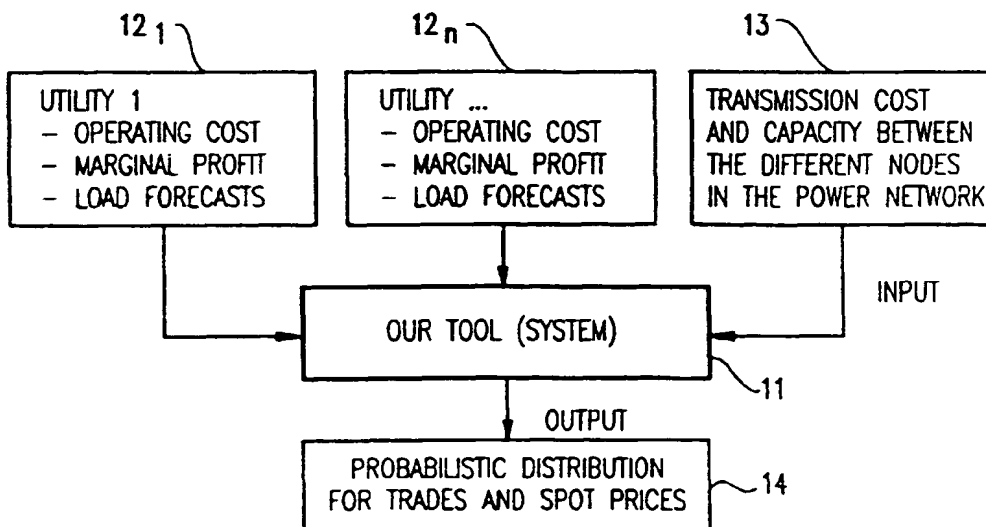 12 1
12 n
13
UTILITY 1
- OPERATING COST
- MARGINAL PROFIT
- LOAD FORECASTS
UTILITY ...
- OPERATING COST
- MARGINAL PROFIT
- LOAD FORECASTS
TRANSMISSION COST
AND CAPACITY BETWEEN
THE DIFFERENT NODES
IN THE POWER NETWORK
INPUT
OUR TOOL (SYSTEM)
11
OUTPUT
PROBABILISTIC DISTRIBUTION
FOR TRADES AND SPOT PRICES
14